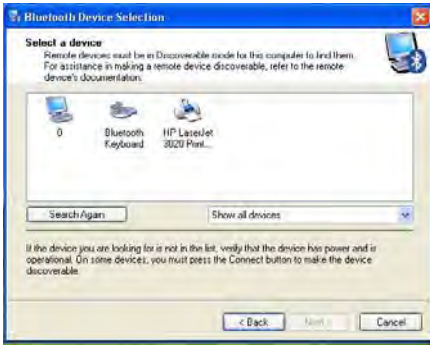 Bluetooth Device Selection
Select a device
Remote devices must be in Discoverable mode for this computer to find them.
For assistance in making a remote device discoverable, refer to the remote
device's documentation.
0
Bluetooth
Keyboard
HP LaserJet
3020 Print...
Search Again
Show all devices
If the device you are looking for is not in the list, verify that the device has power and is
operational. On some devices, you must press the Connect button to make the device
discoverable.
< Back
Next >
Cancel